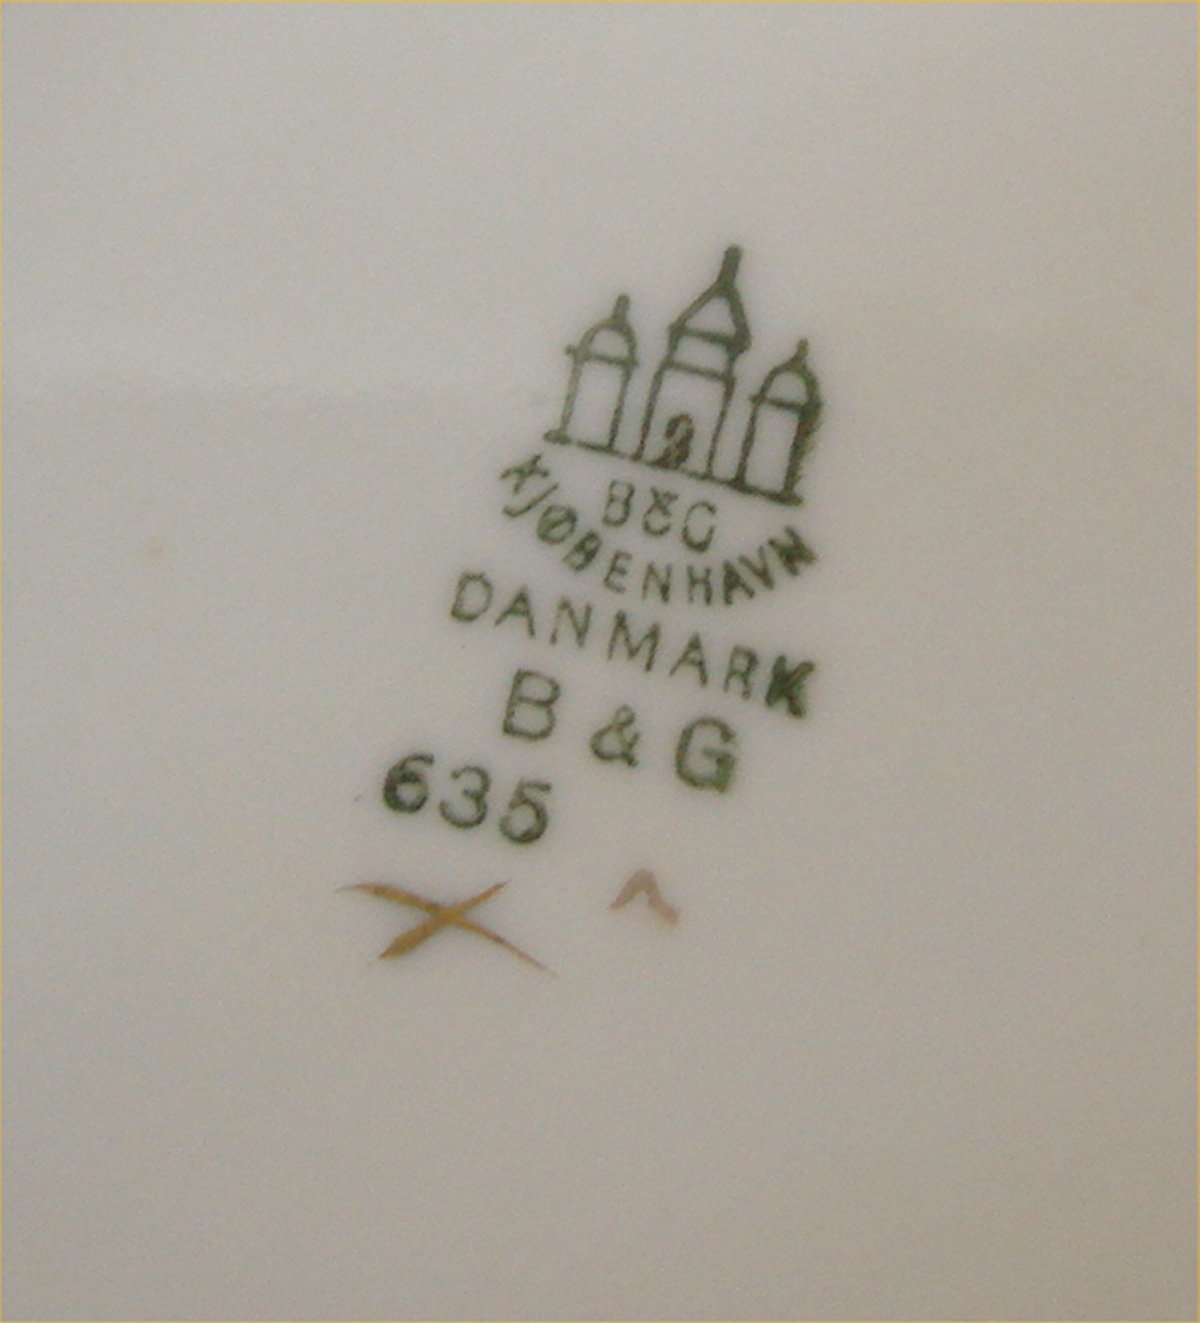 B&G
KJØBENHAVN
DANMARK
B & G
635